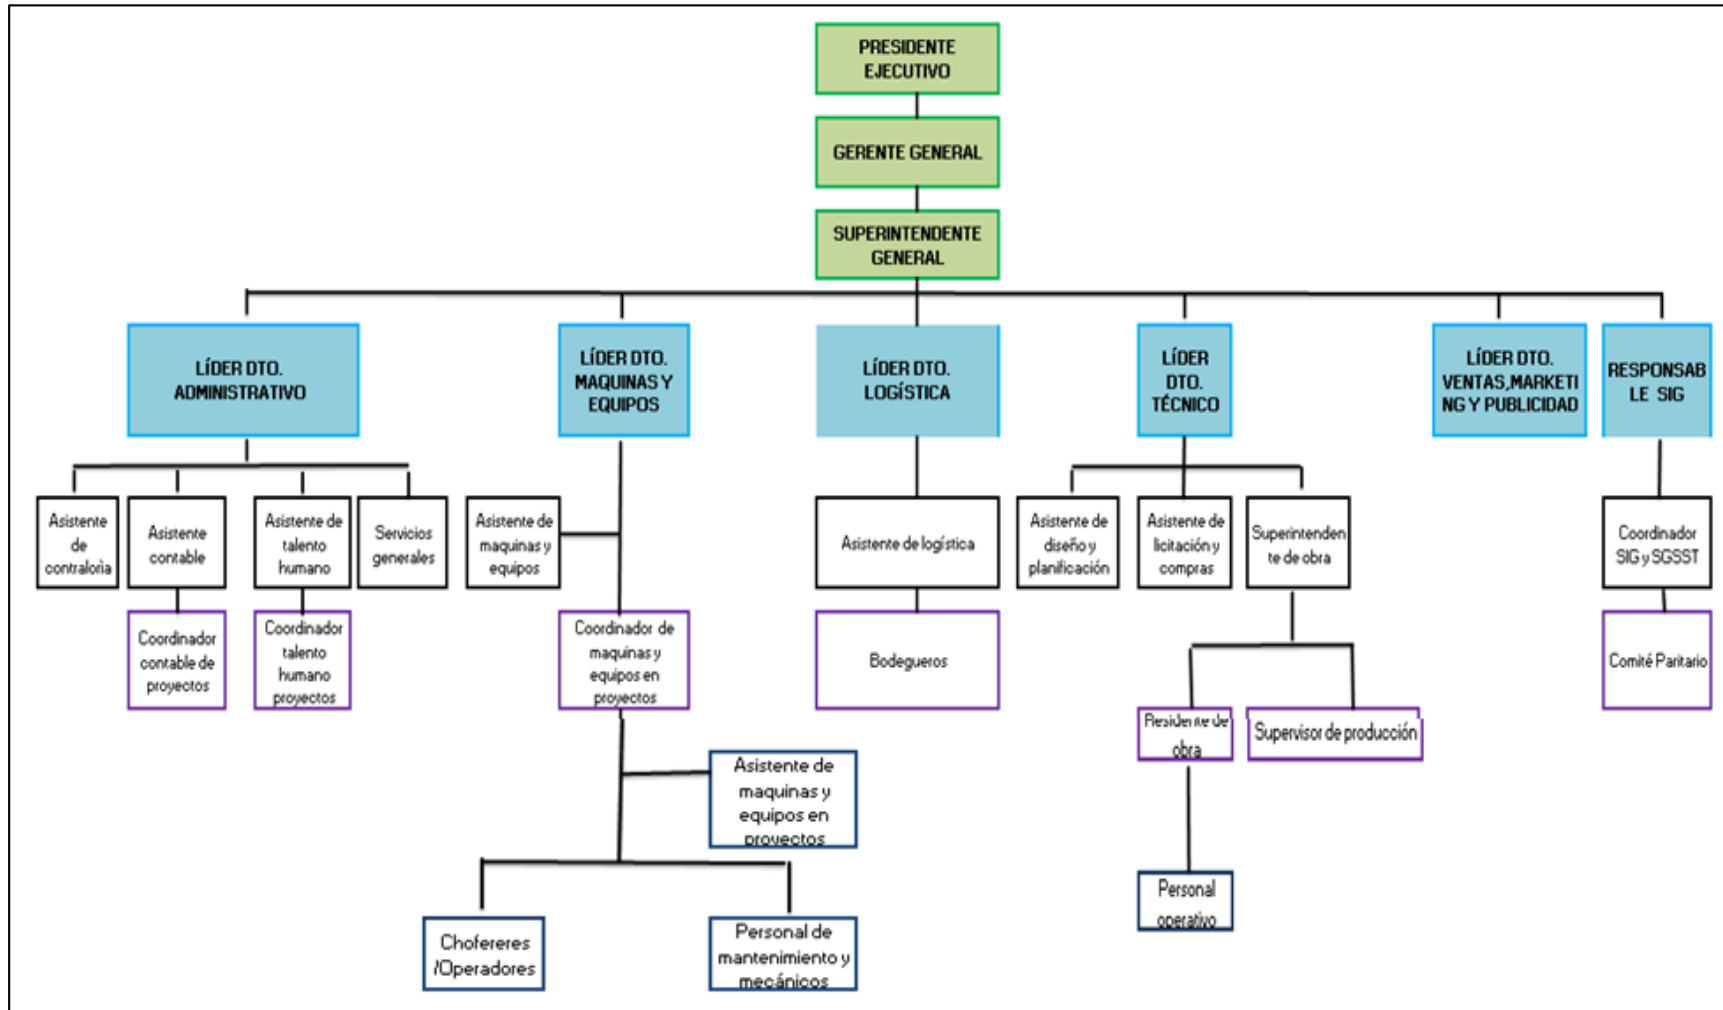 PRESIDENTE
EJECUTIVO
GERENTE GENERAL
SUPERINTENDENTE
GENERAL
LÍDER DTO.
ADMINISTRATIVO
LÍDER DTO.
MAQUINAS Y
EQUIPOS
LÍDER DTO.
LOGÍSTICA
LÍDER
DTO.
TÉCNICO
LÍDER DTO.
VENTAS,MARKETI
NG Y PUBLICIDAD
RESPONSAB
LE SIG
Asistente
de
contraloría
Asistente
contable
Asistente de
talento
humano
Servicios
generales
Asistente de
maquinas y
equipos
Asistente de logística
Asistente de
diseño y
planificación
Asistente de
licitación y
compras
Superintenden
te de obra
Coordinador
SIG y SGSST
Coordinador
contable de
proyectos
Coordinador
talento
humano
proyectos
Coordinador de
maquinas y
equipos en
proyectos
Bodegueros
Comité Paritario
Residente de
obra
Supervisor de producción
Asistente de
maquinas y
equipos en
proyectos
Personal
operativo
Chofereres
/Operadores
Personal de
mantenimiento y
mecánicos